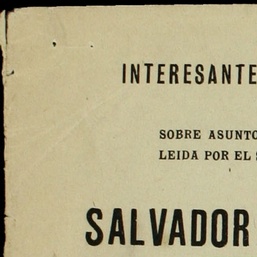 INTERESANTE
SOBRE ASUNTO
LEIDA POR EL
SALVADOR